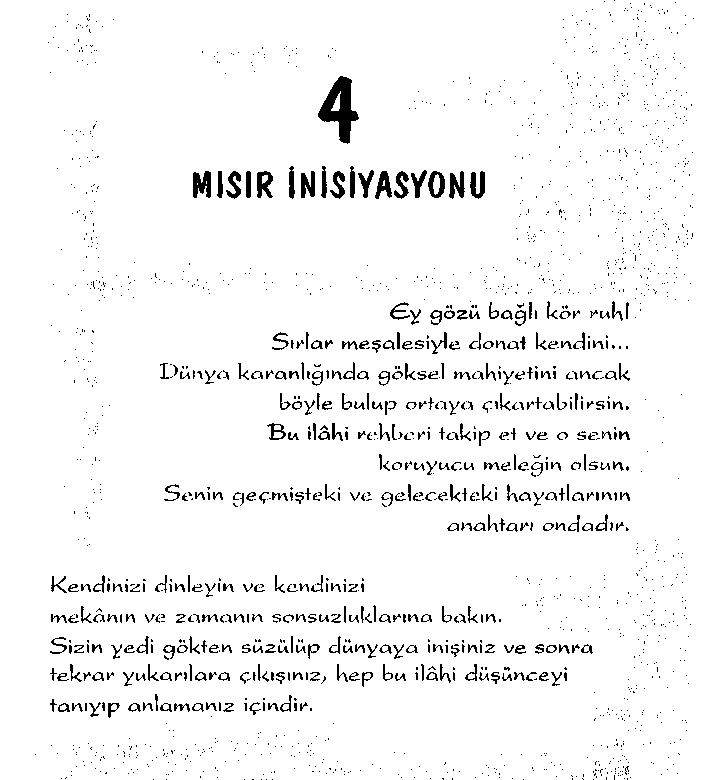 4
MISIR İNİSİYASYONU
Ey gözü bağlı kör ruh!
Sırlar meşalesiyle donat kendini...
Dünya karanlığında göksel mahiyetini ancak
böyle bulup ortaya çıkartabilirsin.
Bu ilâhi rehberi takip et ve o senin
koruyucu meleğin olsun.
Senin geçmişteki ve gelecekteki hayatlarının
anahtarı ondadır.
Kendinizi dinleyin ve kendinizi
mekânın ve zamanın sonsuzluklarına bakın.
Sizin yedi gökten süzülüp dünyaya inişiniz ve sonra
tekrar yukarılara çıkışınız, hep bu ilâhi düşünceyi
tanıyıp anlamanız içindir.